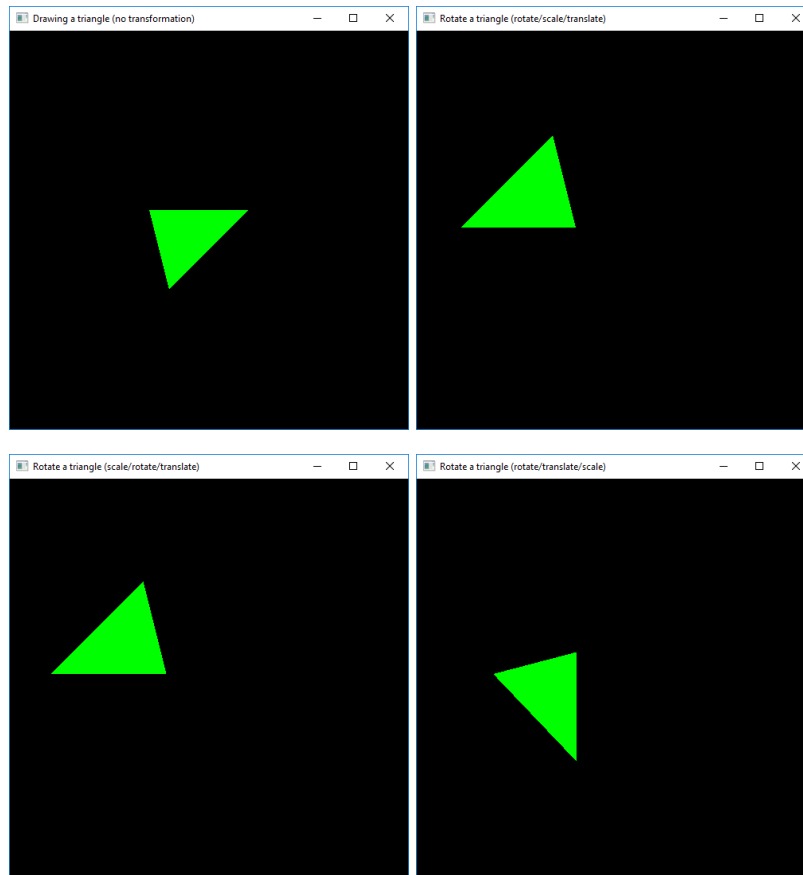 Drawing a triangle (no transformation)
Rotate a triangle (rotate/scale/translate)
Rotate a triangle (scale/rotate/translate)
Rotate a triangle (rotate/translate/scale)